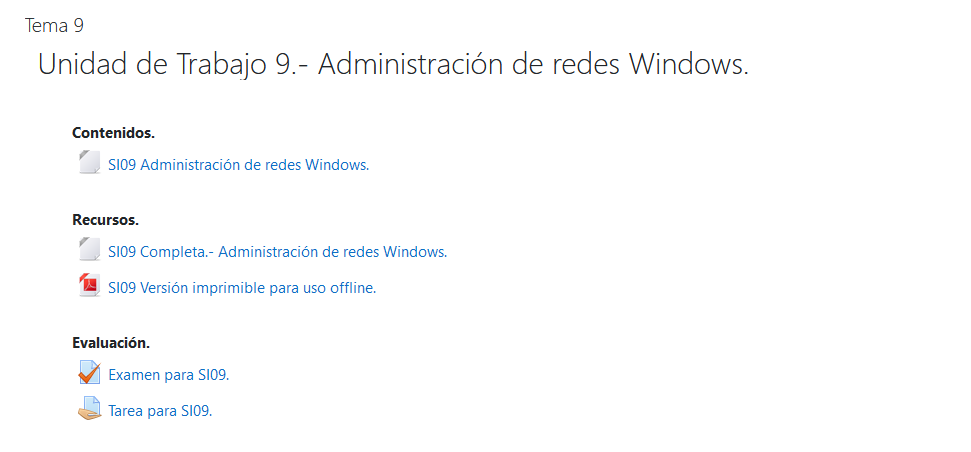 Tema 9
Unidad de Trabajo 9.- Administración de redes Windows.
Contenidos.
SI09 Administración de redes Windows.
Recursos.
SI09 Completa.- Administración de redes Windows.
SI09 Versión imprimible para uso offline.
Evaluación.
Examen para SI09.
Tarea para SI09.